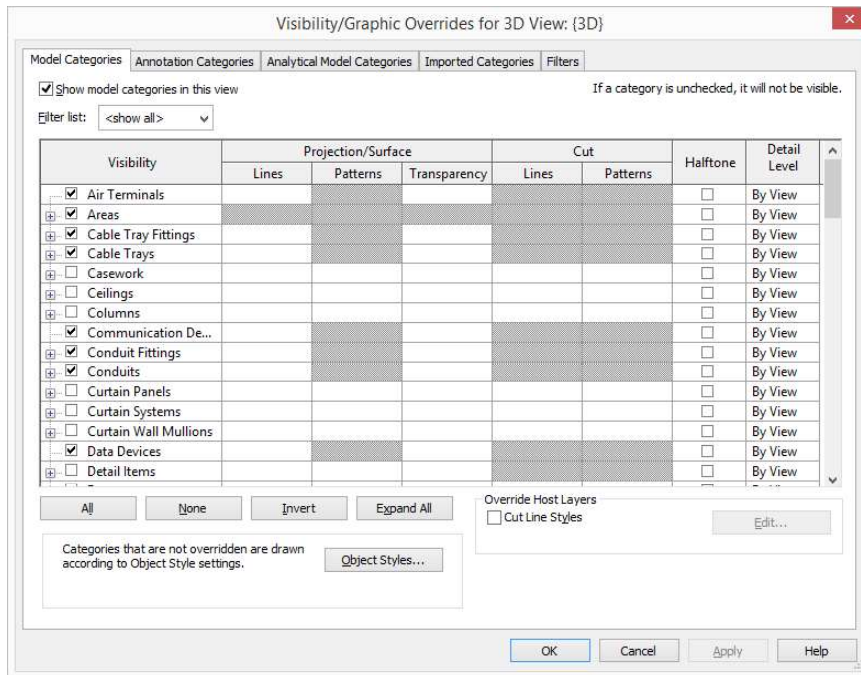 Visibility/Graphic Overrides for 3D View: {3D}
Model Categories Annotation Categories Analytical Model Categories Imported Categories Filters
Show model categories in this view If a category is unchecked, it will not be visible.
Filter list: <show all>
Visibility Projection/Surface Cut Halftone Detail Level
Lines Patterns Transparency Lines Patterns
Air Terminals By View
Areas By View
Cable Tray Fittings By View
Cable Trays By View
Casework By View
Ceilings By View
Columns By View
Communication De... By View
Conduit Fittings By View
Conduits By View
Curtain Panels By View
Curtain Systems By View
Curtain Wall Mullions By View
Data Devices By View
Detail Items By View
All None Invert Expand All
Override Host Layers
Cut Line Styles Edit...
Categories that are not overridden are drawn
according to Object Style settings.
Object Styles...
OK Cancel Apply Help